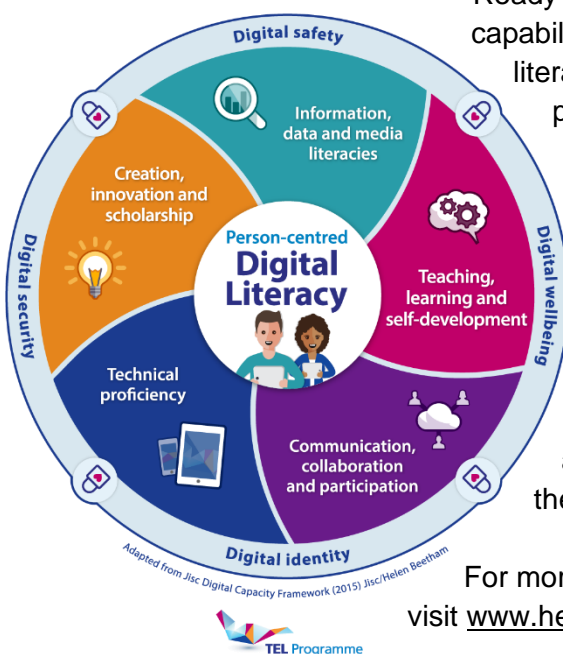 Ready
capabil
litera
p
Digital safety
Information,
data and media
literacies
Creation,
innovation and
scholarship
Person-centred
Digital
Literacy
Teaching,
learning and
self-development
Digital security
Digital wellbeing
Technical
proficiency
Communication,
collaboration
and participation
Digital identity
Adapted from Jisc Digital Capacity Framework (2015) Jisc/Helen Beetham
the
For mor
visit www.he
TEL Programme